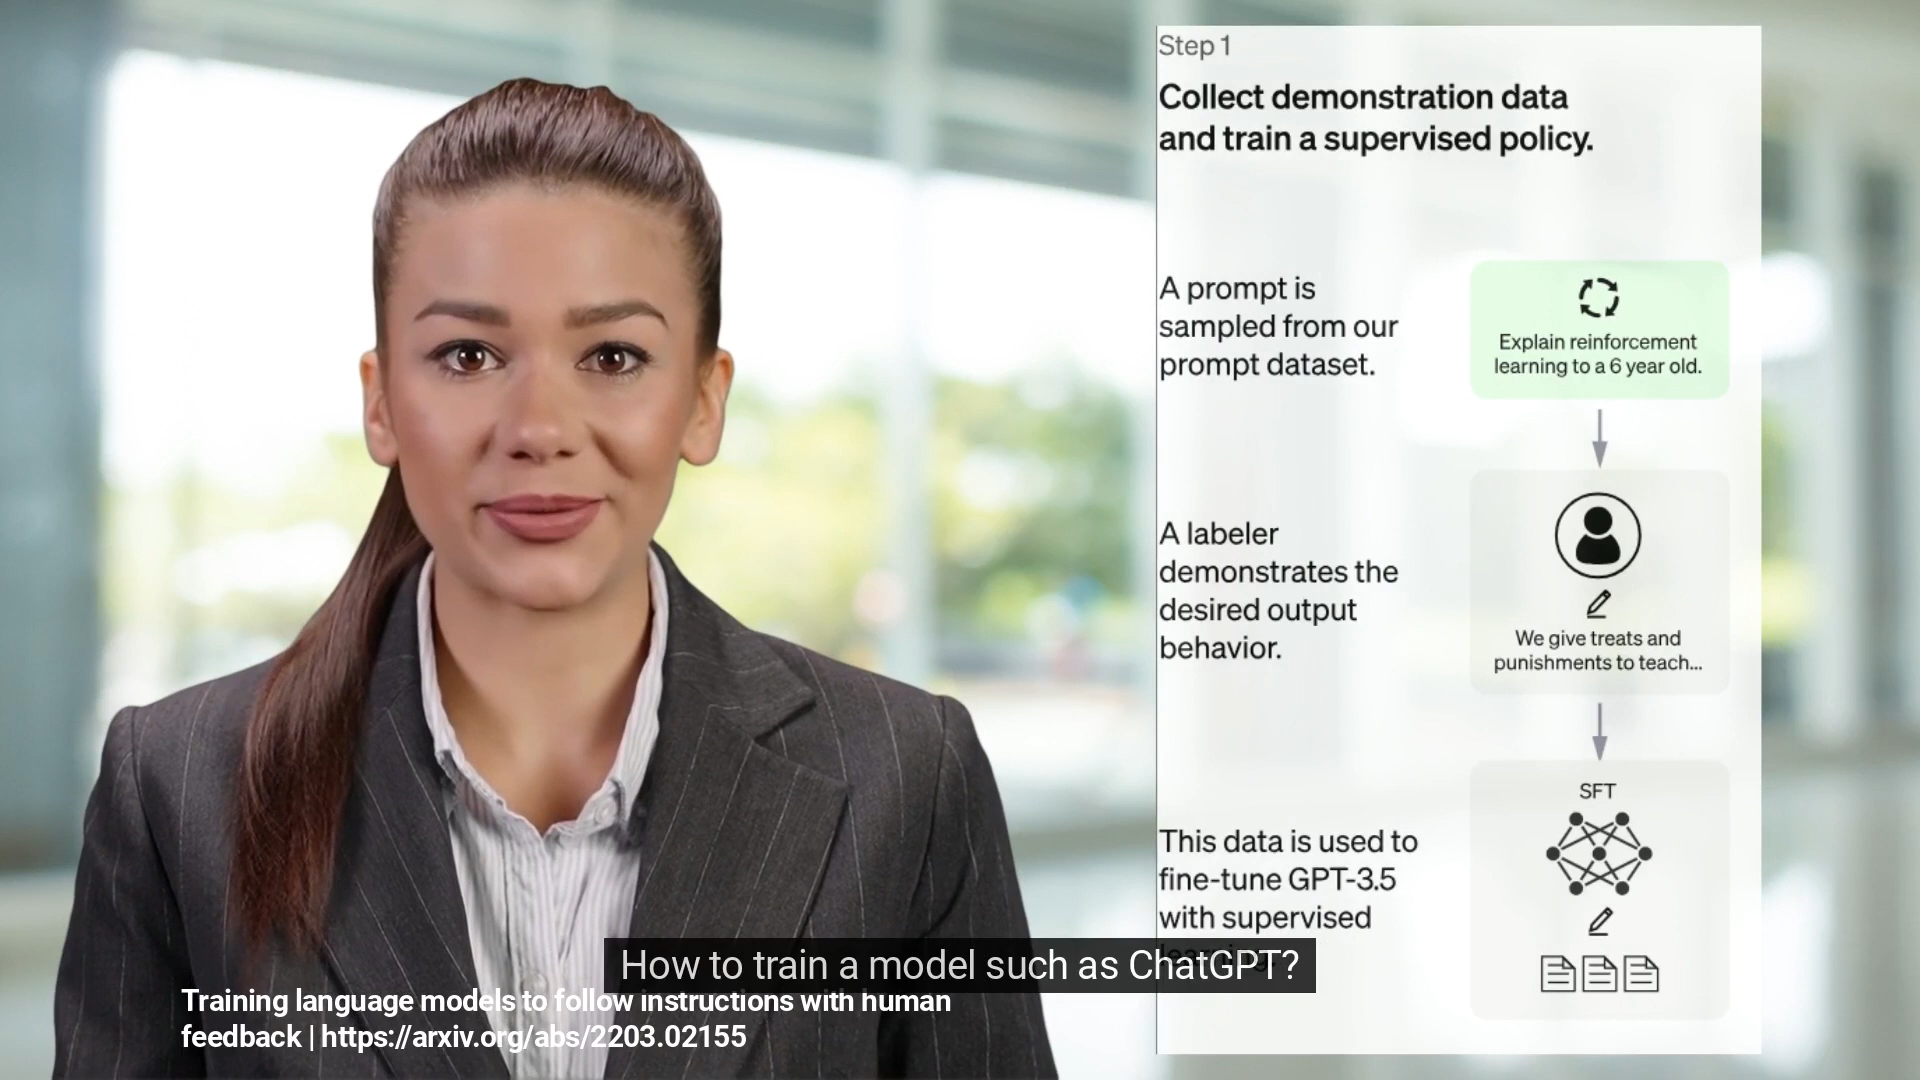 Step 1
Collect demonstration data
and train a supervised policy.
A prompt is
sampled from our
prompt dataset.
Explain reinforcement
learning to a 6 year old.
A labeler
demonstrates the
desired output
behavior.
We give treats and
punishments to teach...
SFT
This data is used to
fine-tune GPT-3.5
with supervised
learning.
How to train a model such as ChatGPT?
Training language models to follow instructions with human
feedback | https://arxiv.org/abs/2203.02155